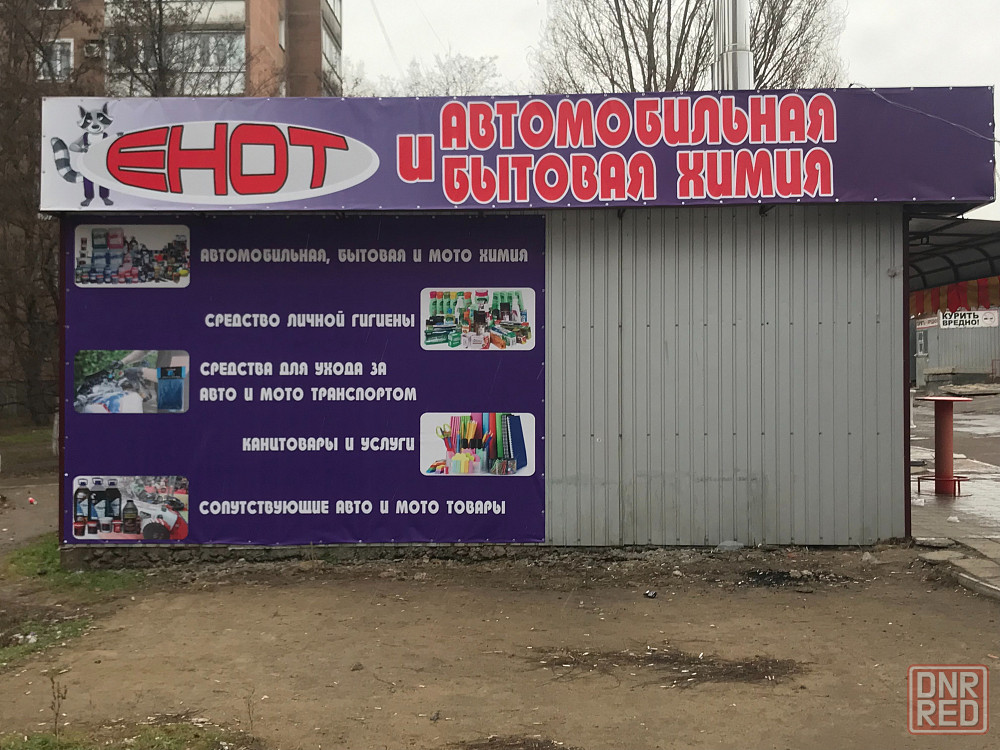 ЕНОТ
И
АВТОМОБИЛЬНАЯ
БЫТОВАЯ ХИМИЯ
АВТОМОБИЛЬНАЯ, БЫТОВАЯ И МОТО ХИМИЯ
СРЕДСТВО ЛИЧНОЙ ГИГИЕНЫ
СРЕДСТВА ДЛЯ УХОДА ЗА
АВТО И МОТО ТРАНСПОРТОМ
КАНИТОВАРЫ И УСЛУГИ
СОПУТСТВУЮЩИЕ АВТО И МОТО ТОВАРЫ
КУРИТЬ
ВРЕДНО!
DNR
RED